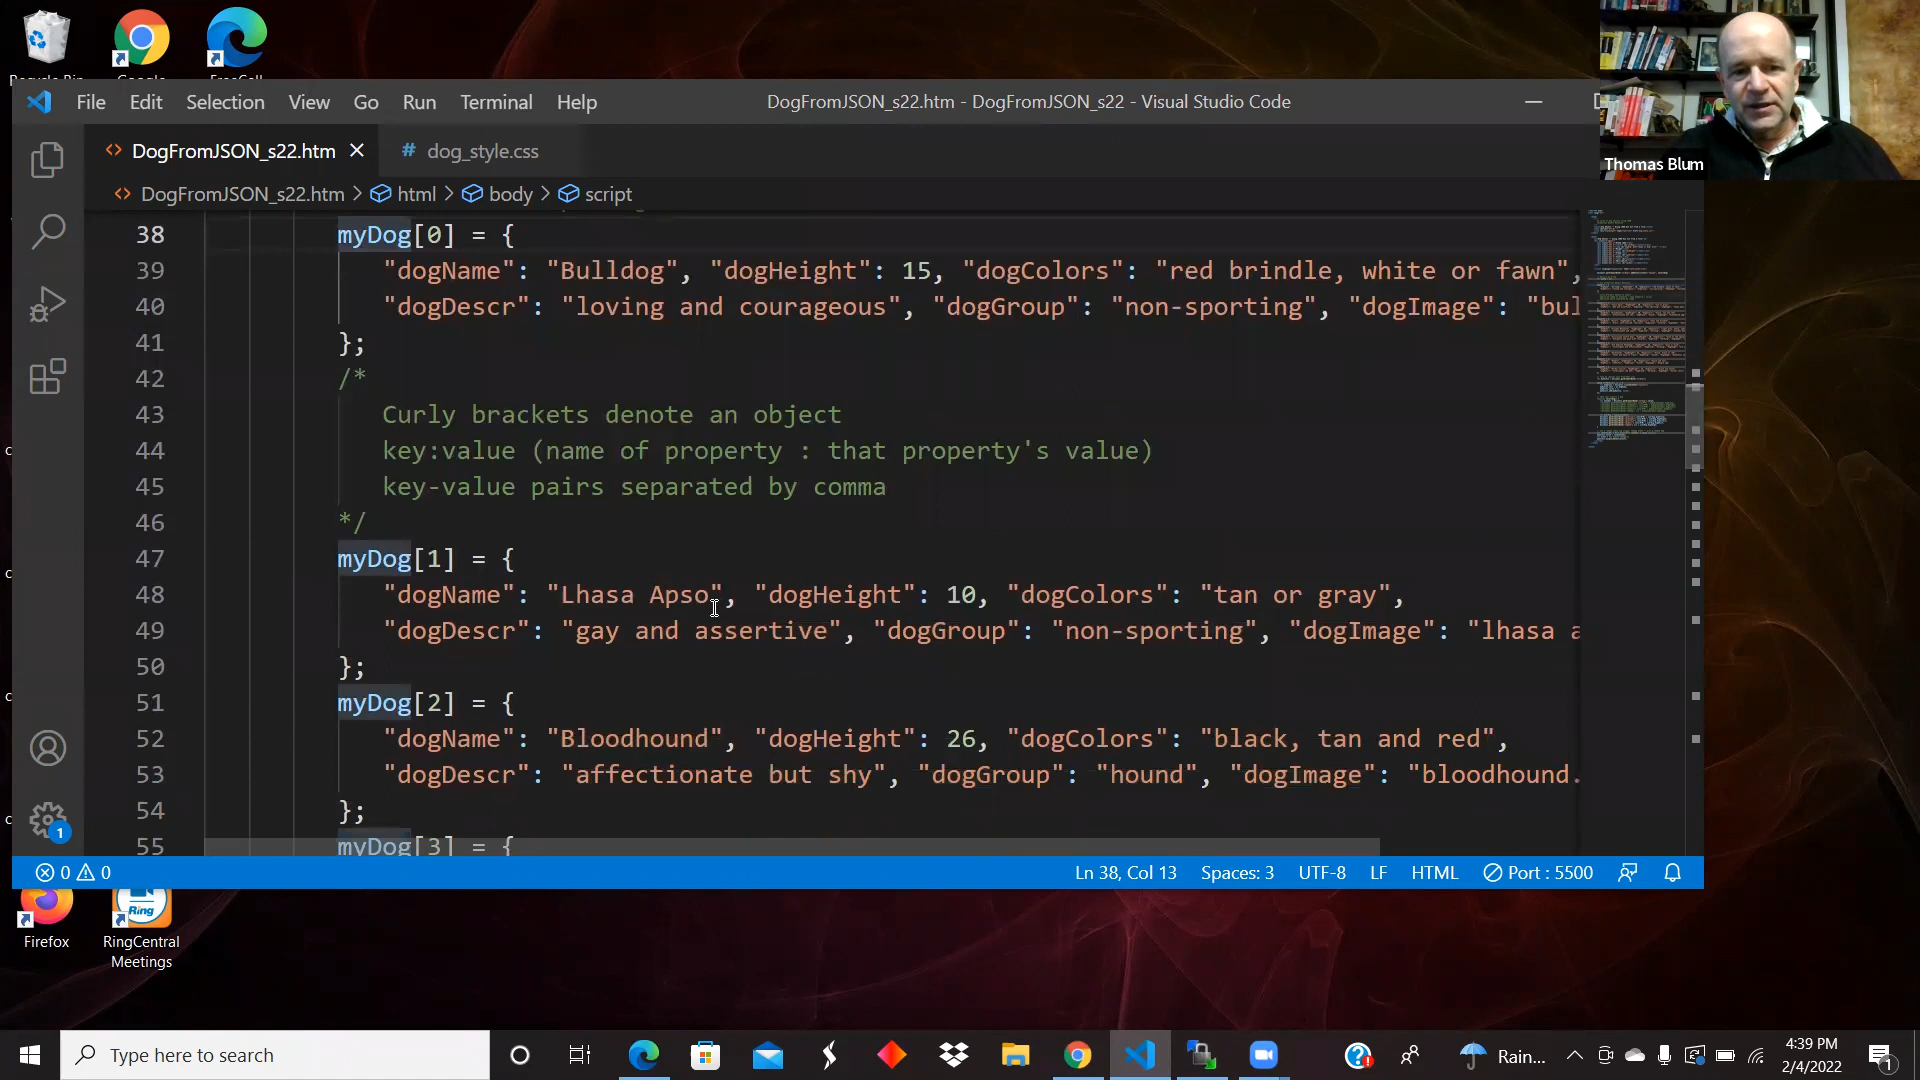 Thomas Blum
File Edit Selection View Go Run Terminal Help
DogFromJSON_s22.htm - DogFromJSON_s22 - Visual Studio Code
DogFromJSON_s22.htm
# dog_style.css
DogFromJSON_s22.htm > html > body > script
38 myDog[0] = {
39 "dogName": "Bulldog", "dogHeight": 15, "dogColors": "red brindle, white or fawn",
40 "dogDescr": "loving and courageous", "dogGroup": "non-sporting", "dogImage": "bul
41 };
42 /*
43 Curly brackets denote an object
44 key:value (name of property : that property's value)
45 key-value pairs separated by comma
46 */
47 myDog[1] = {
48 "dogName": "Lhasa Apso", "dogHeight": 10, "dogColors": "tan or gray",
49 "dogDescr": "gay and assertive", "dogGroup": "non-sporting", "dogImage": "lhasa a
50 };
51 myDog[2] = {
52 "dogName": "Bloodhound", "dogHeight": 26, "dogColors": "black, tan and red",
53 "dogDescr": "affectionate but shy", "dogGroup": "hound", "dogImage": "bloodhound.
54 };
55 myDog[3] = {
1
0 0
Ln 38, Col 13 Spaces: 3 UTF-8 LF HTML Port : 5500
Ring
Firefox
RingCentral
Meetings
Type here to search
Rain...
4:39 PM
2/4/2022
1